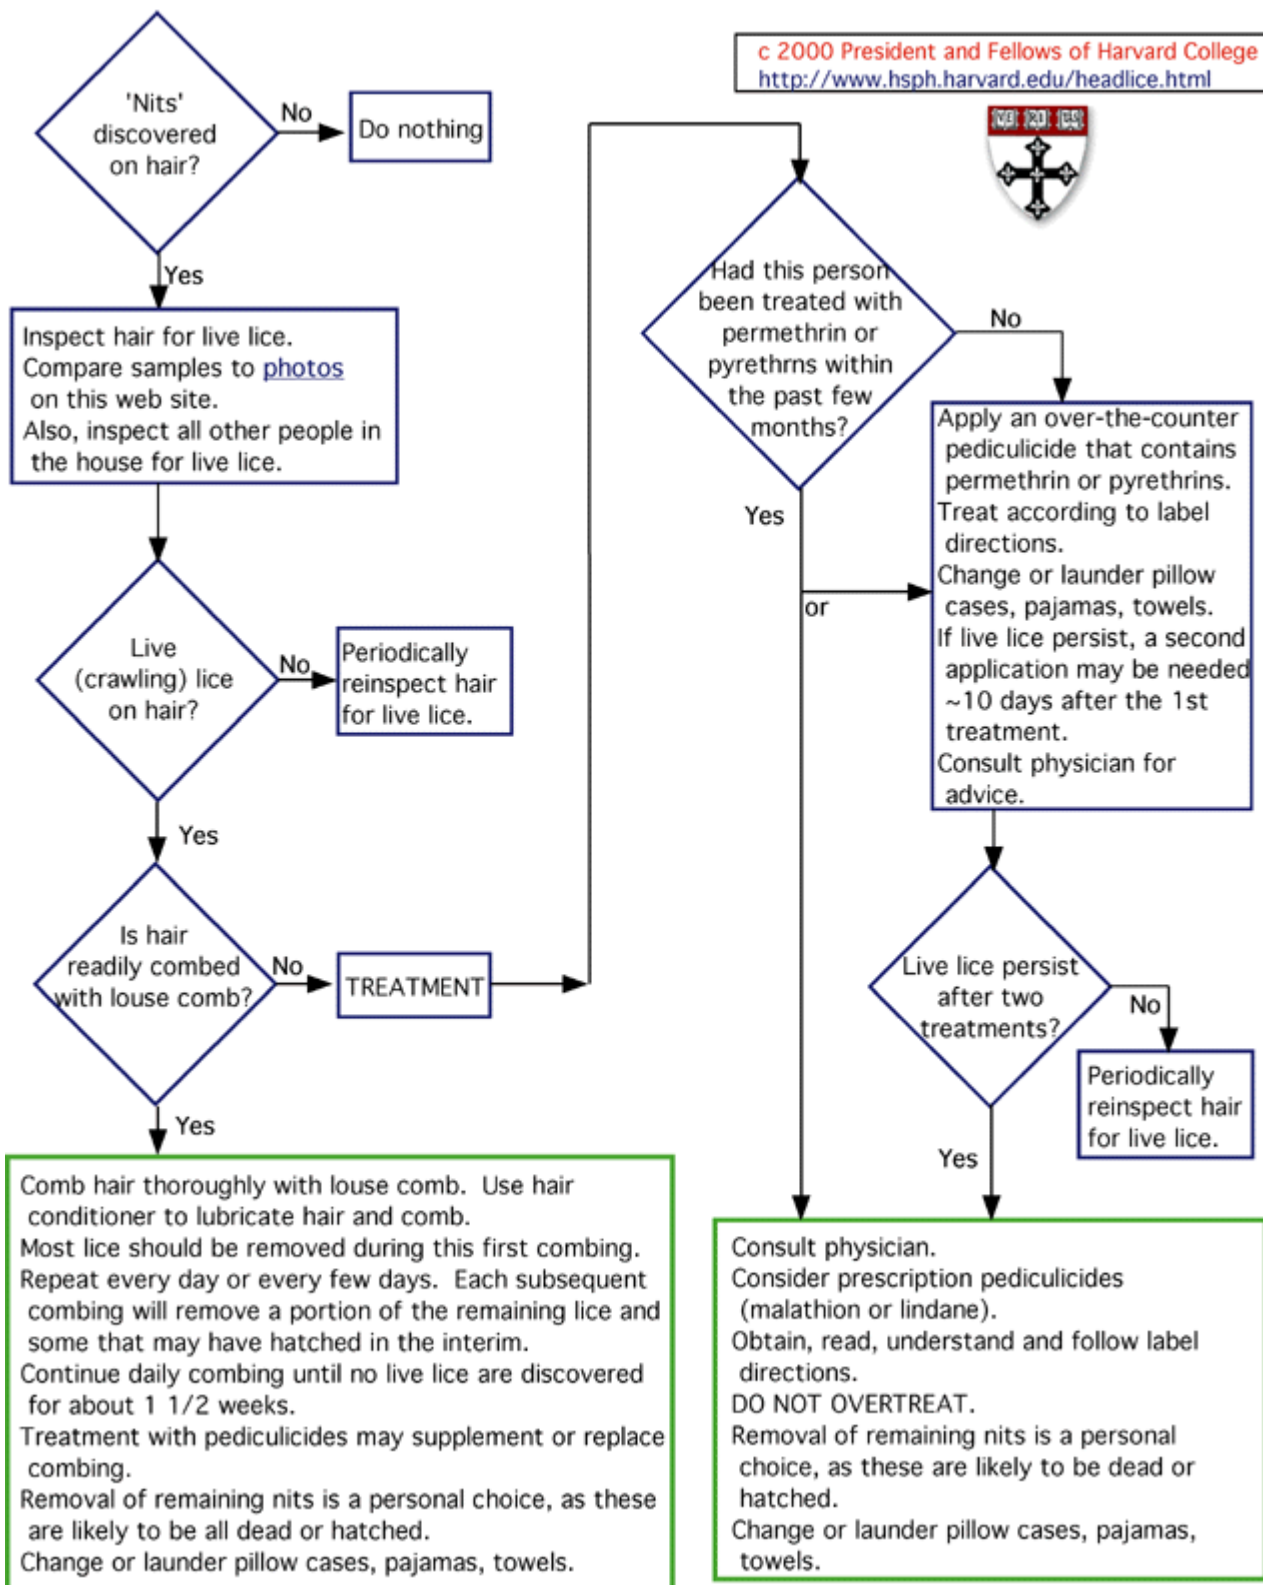 'Nits'
discovered
on hair?
No
Do nothing
Yes
Inspect hair for live lice.
Compare samples to photos
on this web site.
Also, inspect all other people in
the house for live lice.
Live
(crawling) lice
on hair?
No
Periodically
reinspect hair
for live lice.
Yes
Is hair
readily combed
with louse comb?
No
TREATMENT
Yes
Comb hair thoroughly with louse comb.  Use hair
conditioner to lubricate hair and comb.
Most lice should be removed during this first combing.
Repeat every day or every few days.  Each subsequent
combing will remove a portion of the remaining lice and
some that may have hatched in the interim.
Continue daily combing until no live lice are discovered
for about 1 1/2 weeks.
Treatment with pediculicides may supplement or replace
combing.
Removal of remaining nits is a personal choice, as these
are likely to be all dead or hatched.
Change or launder pillow cases, pajamas, towels.
c 2000 President and Fellows of Harvard College
http://www.hsph.harvard.edu/headlice.html
VE RI TAS
Had this person
been treated with
permethrin or
pyrethrns within
the past few
months?
No
Yes
or
Apply an over-the-counter
pediculicide that contains
permethrin or pyrethrins.
Treat according to label
directions.
Change or launder pillow
cases, pajamas, towels.
If live lice persist, a second
application may be needed
~10 days after the 1st
treatment.
Consult physician for
advice.
Live lice persist
after two
treatments?
No
Periodically
reinspect hair
for live lice.
Yes
Consult physician.
Consider prescription pediculicides
(malathion or lindane).
Obtain, read, understand and follow label
directions.
DO NOT OVERTREAT.
Removal of remaining nits is a personal
choice, as these are likely to be dead or
hatched.
Change or launder pillow cases, pajamas,
towels.